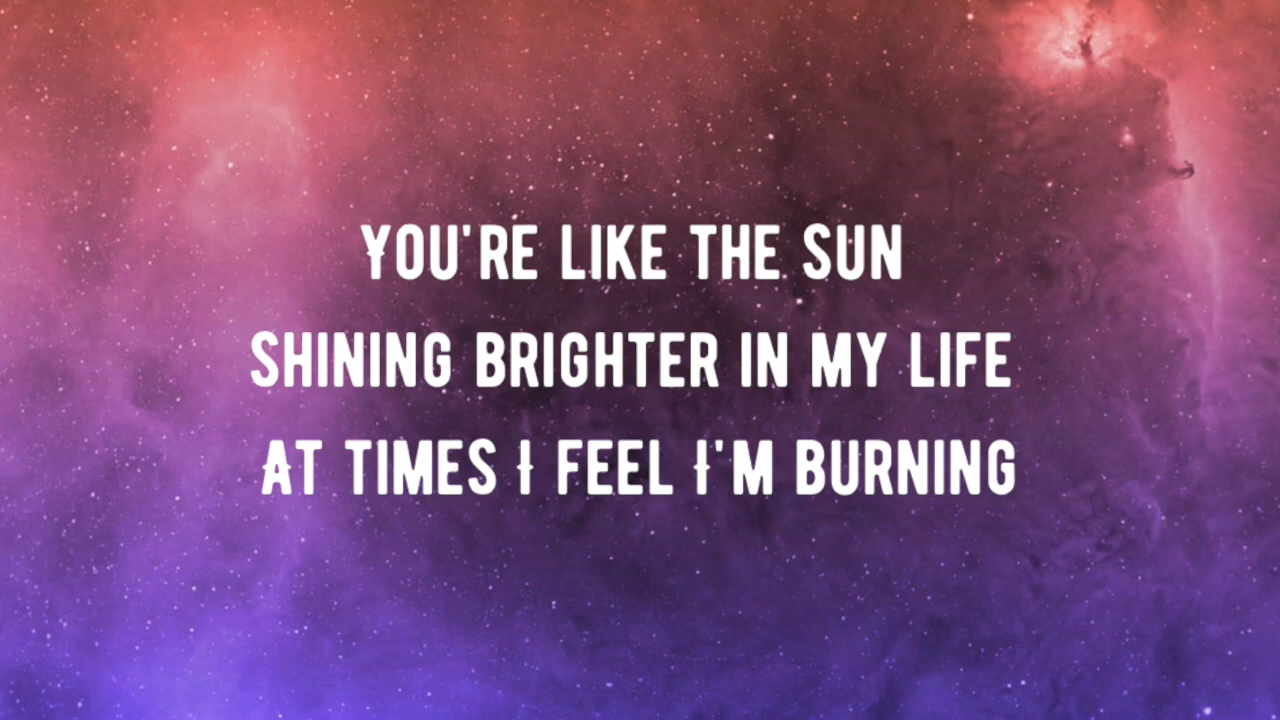 YOU'RE LIKE THE SUN
SHINING BRIGHTER IN MY LIFE
AT TIMES I FEEL I'M BURNING